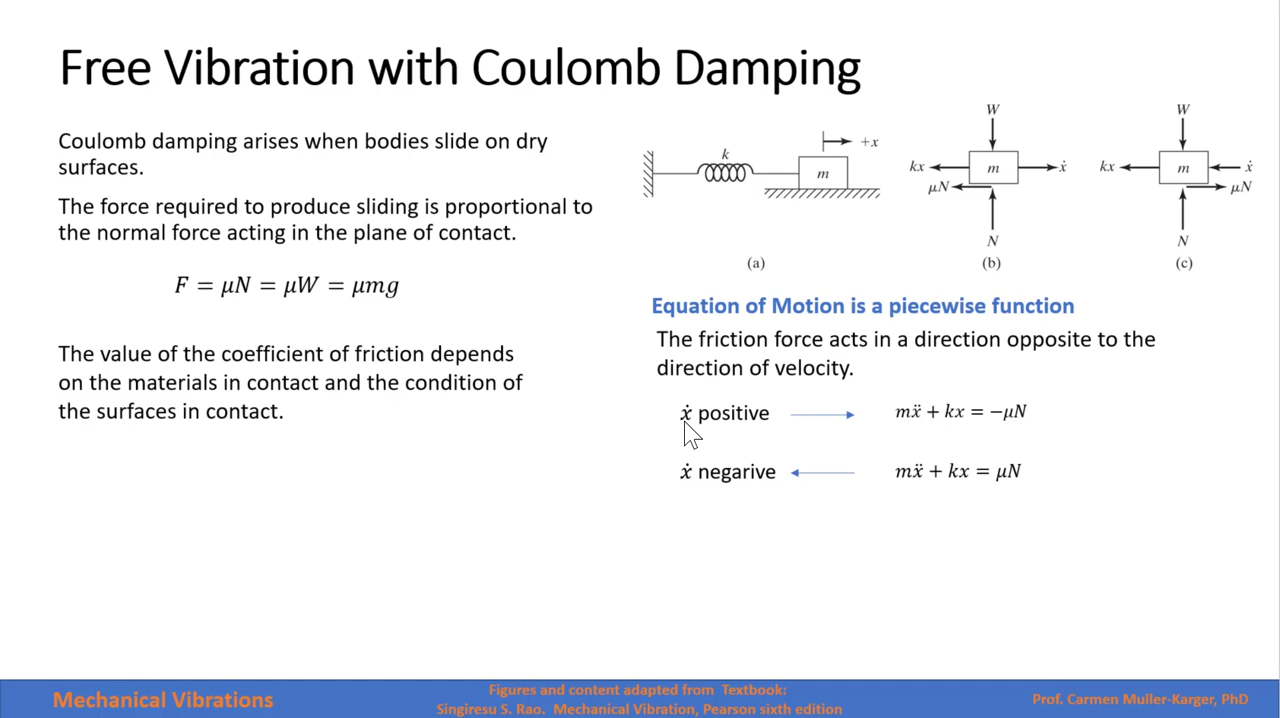 Free Vibration with Coulomb Damping
Coulomb damping arises when bodies slide on dry
surfaces.
The force required to produce sliding is proportional to
the normal force acting in the plane of contact.
F = μN = μW = μmg
The value of the coefficient of friction depends
on the materials in contact and the condition of
the surfaces in contact.
k
+x
m
(a)
W
kx
m
ẋ
μN
N
(b)
W
kx
m
ẋ
μN
N
(c)
Equation of Motion is a piecewise function
The friction force acts in a direction opposite to the
direction of velocity.
ẋ positive
mẍ + kx = −μN
ẋ negarive
mẍ + kx = μN
Mechanical Vibrations
Figures and content adapted from Textbook:
Singiresu S. Rao. Mechanical Vibration, Pearson sixth edition
Prof. Carmen Muller-Karger, PhD